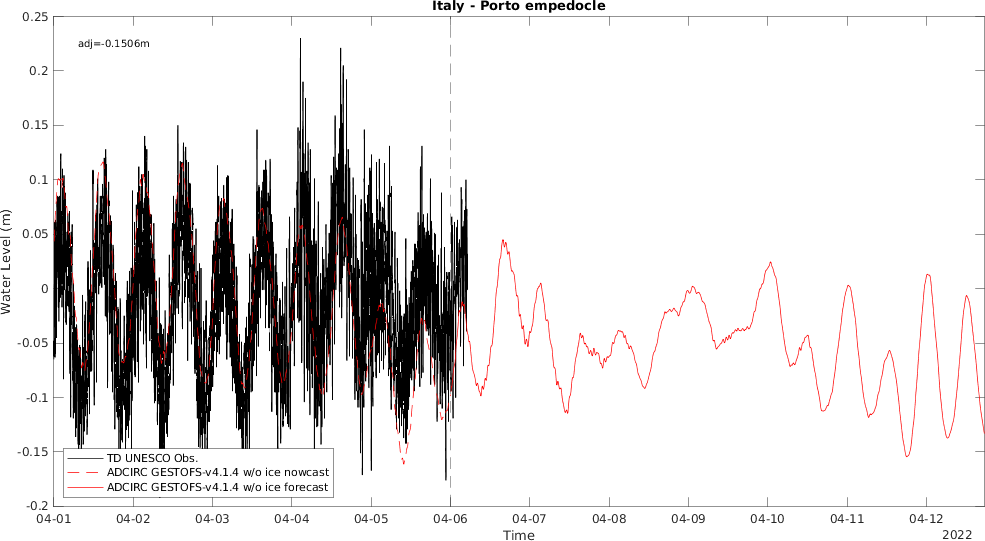 Italy - Porto empedocle
adj=-0.1506m
0.25
0.2
0.15
0.1
0.05
0
-0.05
-0.1
-0.15
-0.2
Water Level (m)
TD UNESCO Obs.
ADCIRC GESTOFS-v4.1.4 w/o ice nowcast
ADCIRC GESTOFS-v4.1.4 w/o ice forecast
04-01 04-02 04-03 04-04 04-05 04-06 04-07 04-08 04-09 04-10 04-11 04-12
Time
2022